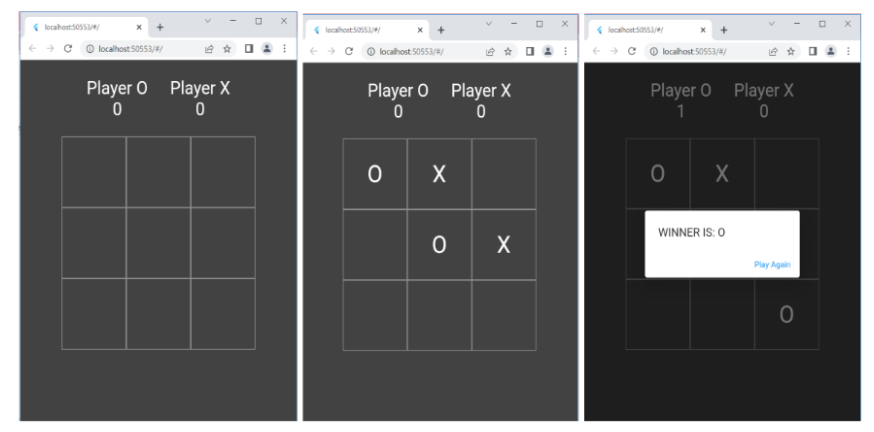 localhost:50553/#/
localhost:50553/#/
Player O Player X
0 0
localhost:50553/#/
localhost:50553/#/
Player O Player X
0 0
O X
O X
localhost:50553/#/
localhost:50553/#/
Player O Player X
1 0
O X
WINNER IS: O
Play Again
O